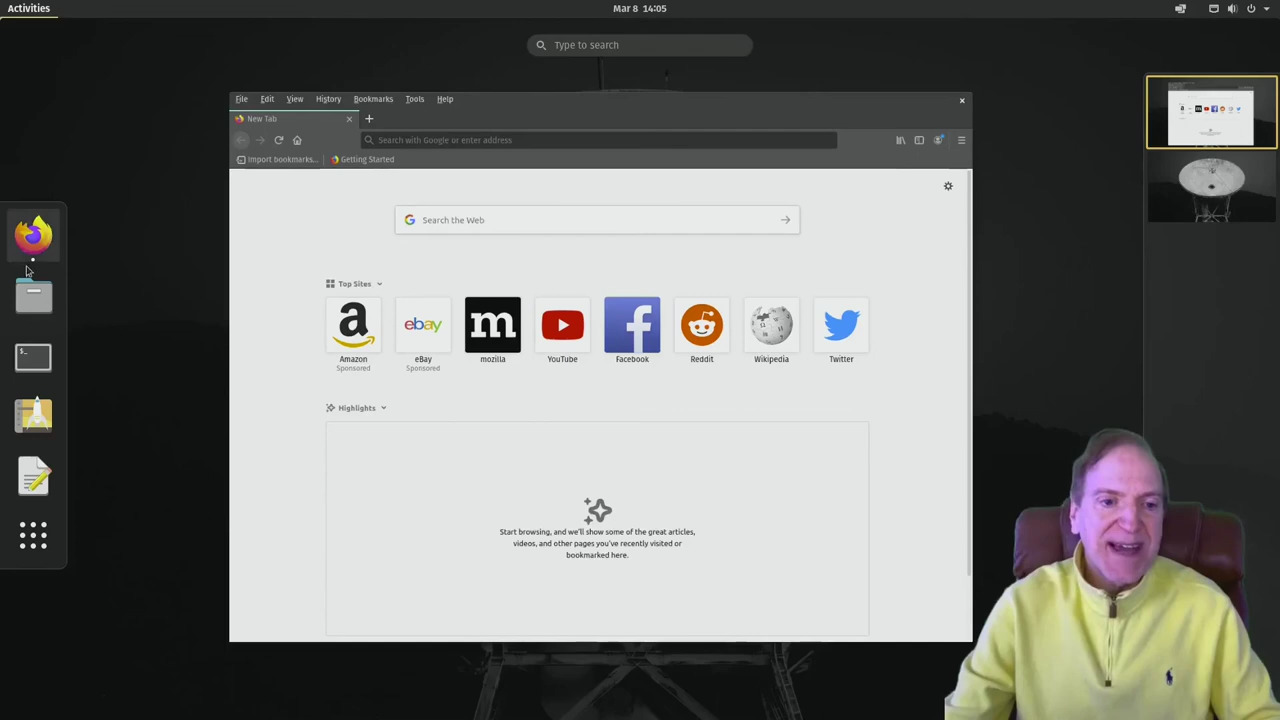 Activities
Mar 8 14:05
Type to search
File Edit View History Bookmarks Tools Help
New Tab
Search with Google or enter address
Import bookmarks... Getting Started
Search the Web
Top Sites
a ebay m
Amazon eBay mozilla YouTube Facebook Reddit Wikipedia Twitter
Sponsored Sponsored
Highlights
Start browsing, and we'll show some of the great articles,
videos, and other pages you've recently visited or
bookmarked here.